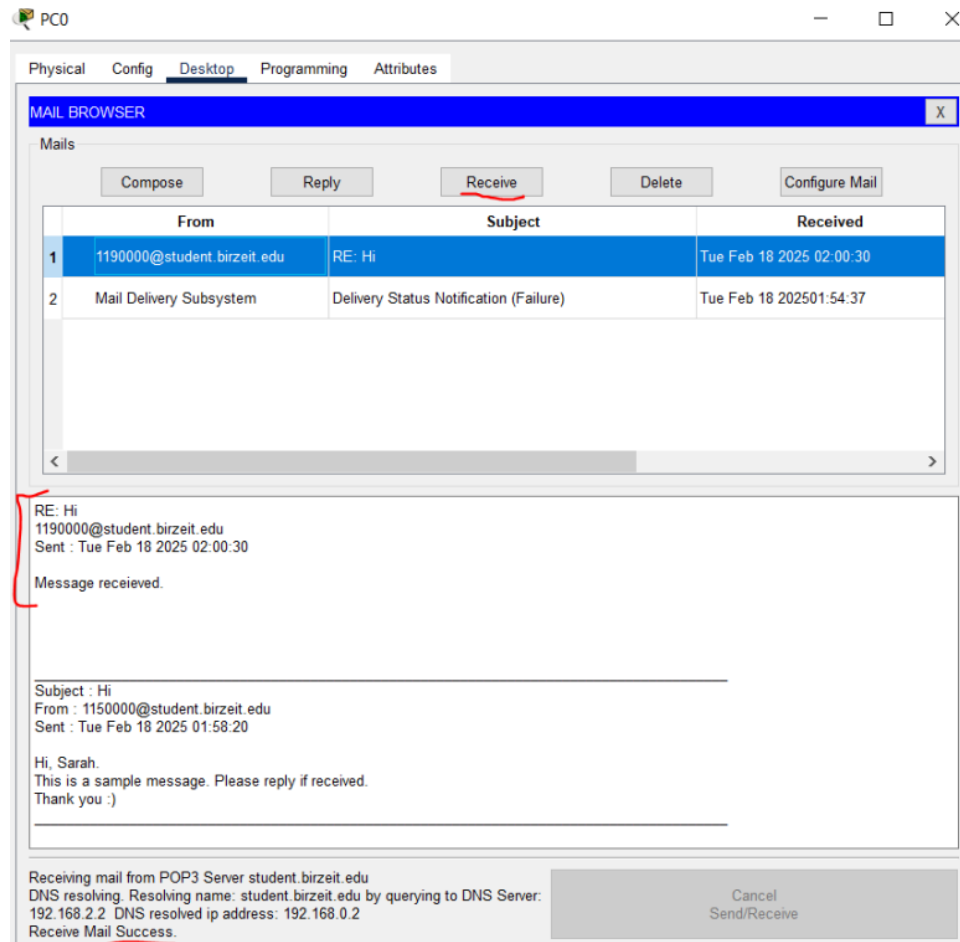 PC0
Physical Config Desktop Programming Attributes
MAIL BROWSER X
Mails
Compose Reply Receive Delete Configure Mail
From Subject Received
1 1190000@student.birzeit.edu RE: Hi Tue Feb 18 2025 02:00:30
2 Mail Delivery Subsystem Delivery Status Notification (Failure) Tue Feb 18 202501:54:37
RE: Hi
1190000@student.birzeit.edu
Sent : Tue Feb 18 2025 02:00:30
Message receieved.
Subject : Hi
From : 1150000@student.birzeit.edu
Sent : Tue Feb 18 2025 01:58:20
Hi, Sarah.
This is a sample message. Please reply if received.
Thank you :)
Receiving mail from POP3 Server student.birzeit.edu
DNS resolving. Resolving name: student.birzeit.edu by querying to DNS Server:
192.168.2.2 DNS resolved ip address: 192.168.0.2
Receive Mail Success.
Cancel
Send/Receive